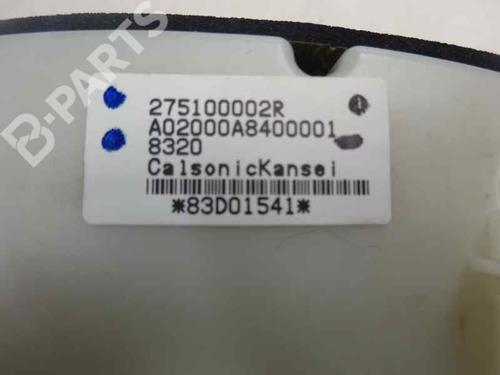 275100002R
A02000A8400001
8320
CalsonicKansei
*83D01541*
B-PARTS